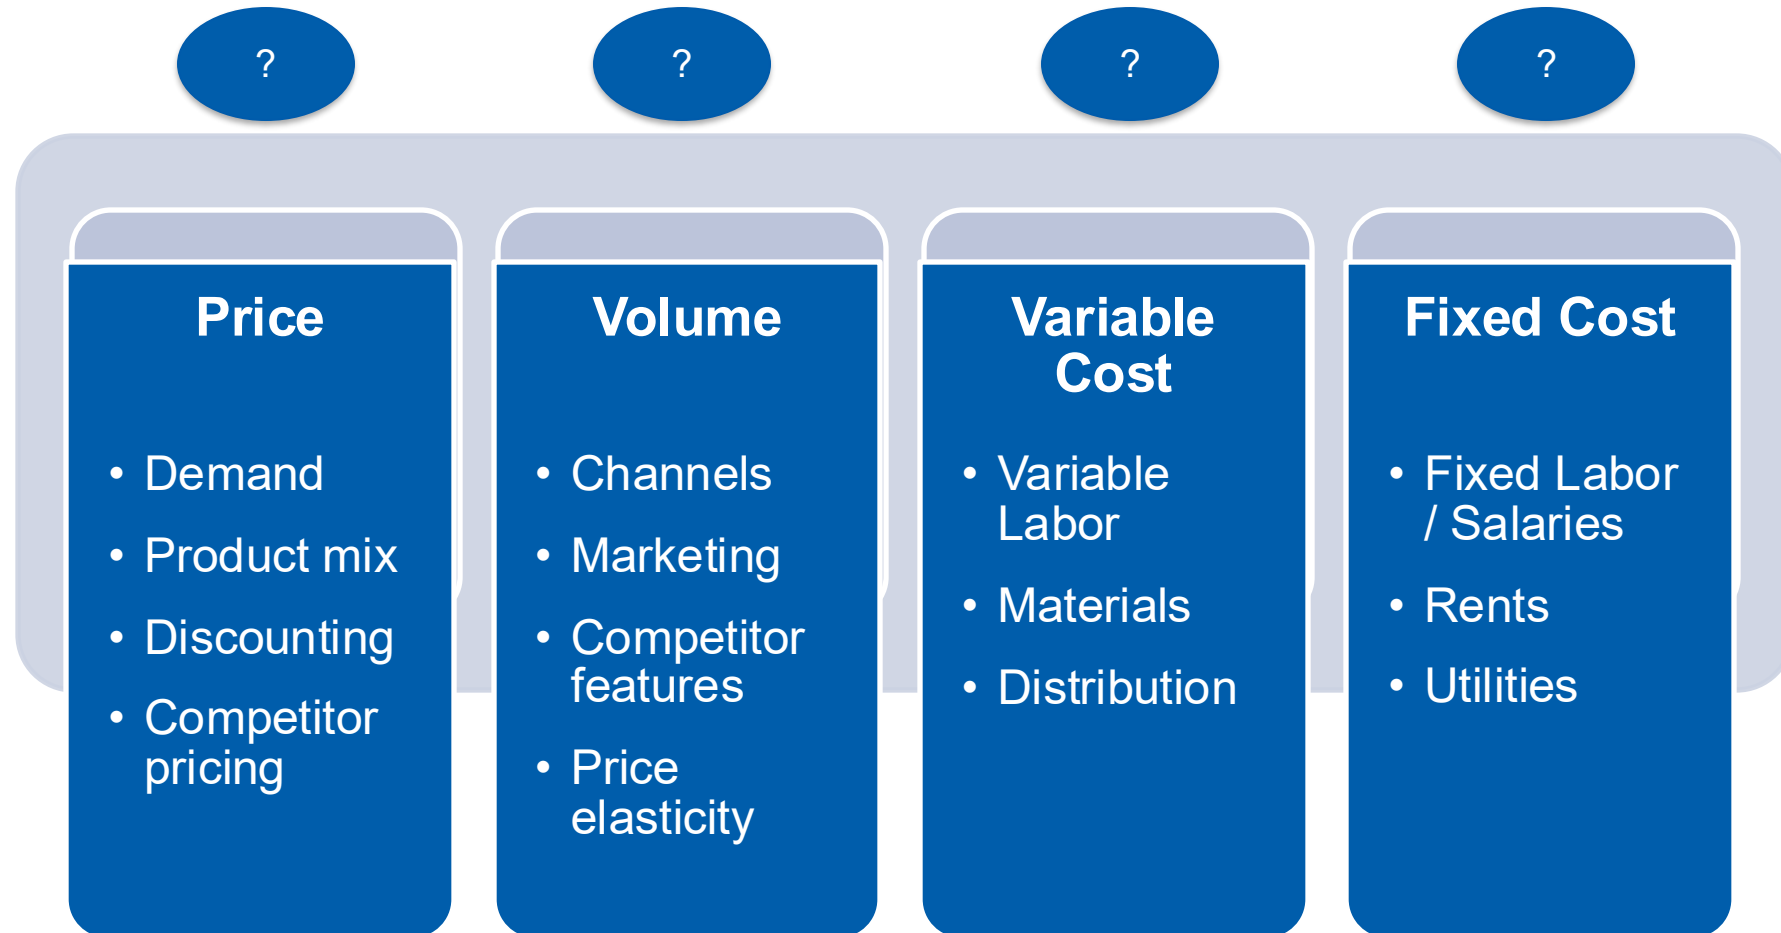 ?
?
?
?
Price
• Demand
• Product mix
• Discounting
• Competitor
pricing
Volume
• Channels
• Marketing
• Competitor
features
• Price
elasticity
Variable
Cost
• Variable
Labor
• Materials
• Distribution
Fixed Cost
• Fixed Labor
/ Salaries
• Rents
• Utilities